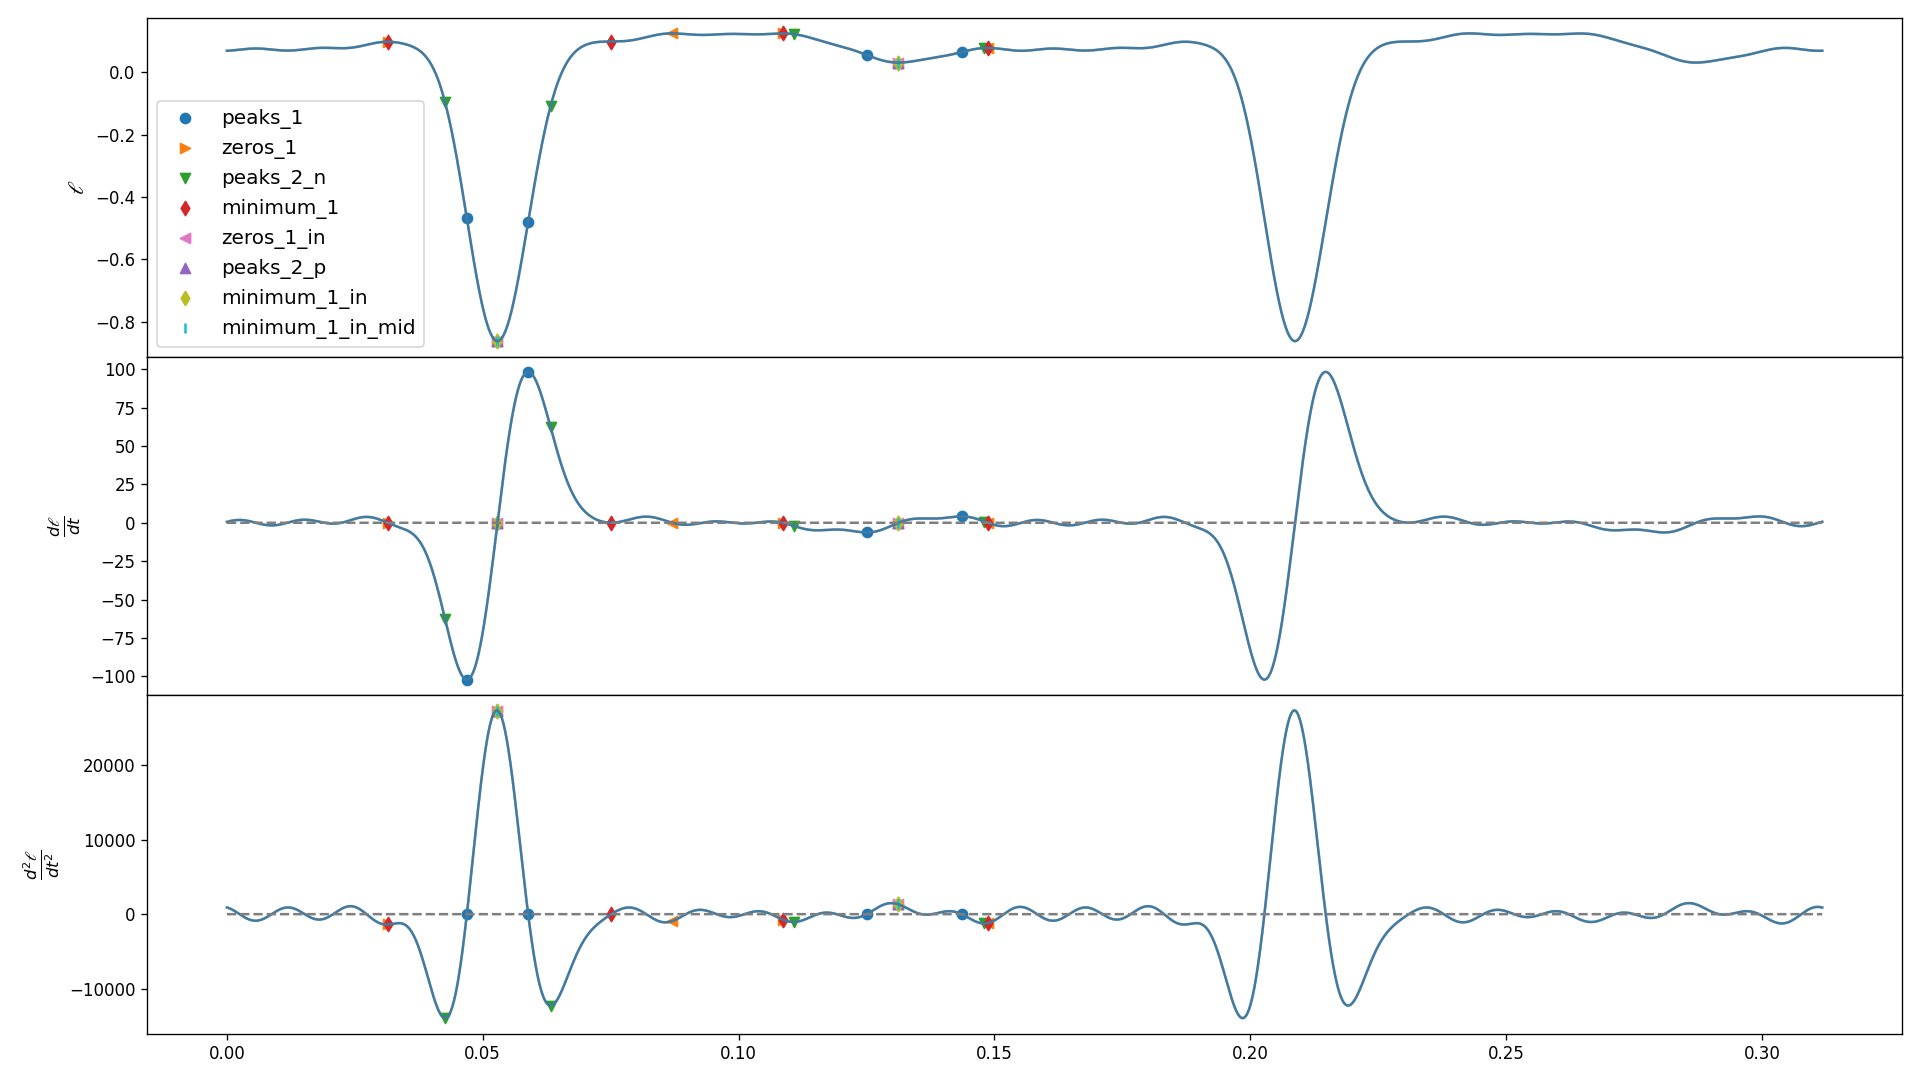 0.0
−0.2
−0.4
−0.6
−0.8
ℓ
peaks_1
zeros_1
peaks_2_n
minimum_1
zeros_1_in
peaks_2_p
minimum_1_in
minimum_1_in_mid
100
75
50
25
0
−25
−50
−75
−100
dℓ
dt
20000
10000
0
−10000
d²ℓ
dt²
0.00 0.05 0.10 0.15 0.20 0.25 0.30